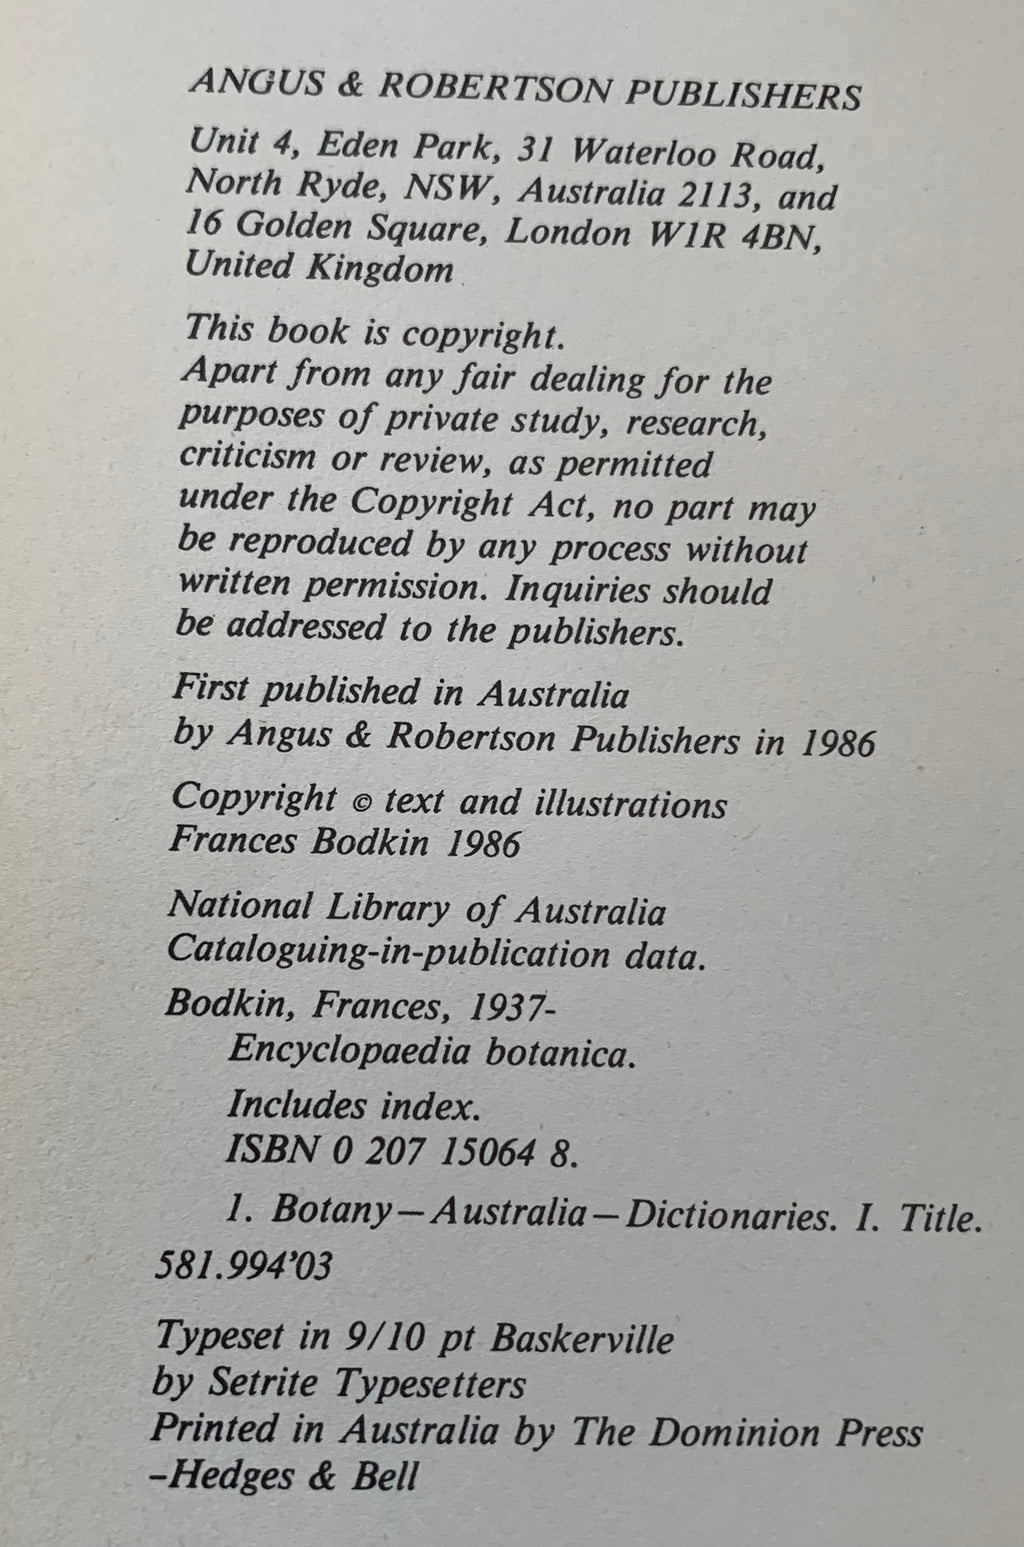 ANGUS & ROBERTSON PUBLISHERS
Unit 4, Eden Park, 31 Waterloo Road,
North Ryde, NSW, Australia 2113, and
16 Golden Square, London W1R 4BN,
United Kingdom
This book is copyright.
Apart from any fair dealing for the
purposes of private study, research,
criticism or review, as permitted
under the Copyright Act, no part may
be reproduced by any process without
written permission. Inquiries should
be addressed to the publishers.
First published in Australia
by Angus & Robertson Publishers in 1986
Copyright © text and illustrations
Frances Bodkin 1986
National Library of Australia
Cataloguing-in-publication data.
Bodkin, Frances, 1937-
Encyclopaedia botanica.
Includes index.
ISBN 0 207 15064 8.
1. Botany—Australia—Dictionaries. I. Title.
581.994’03
Typeset in 9/10 pt Baskerville
by Setrite Typesetters
Printed in Australia by The Dominion Press
–Hedges & Bell